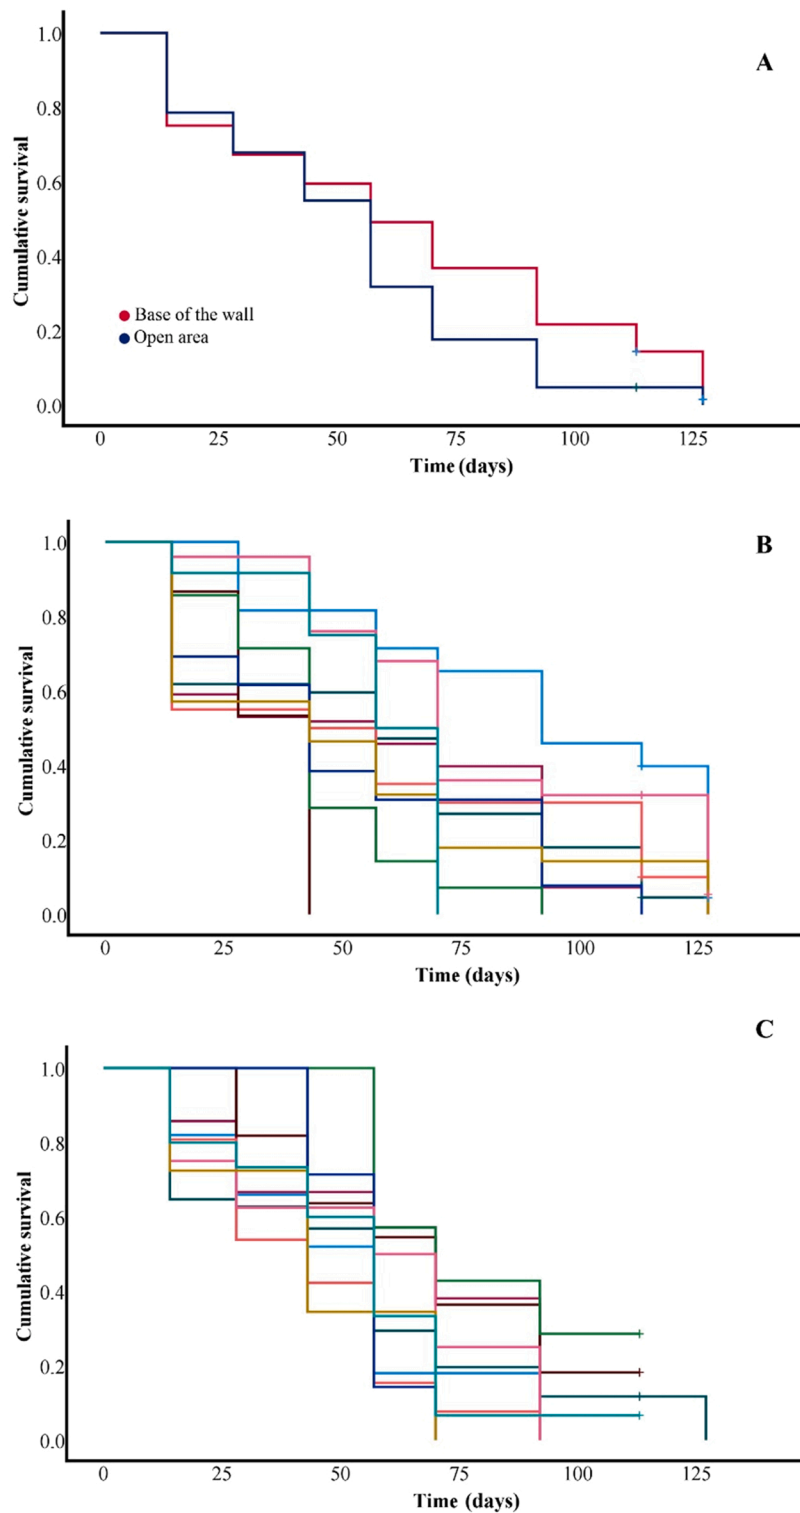 A
1.0
0.8
0.6
0.4
0.2
0.0
Cumulative survival
Base of the wall
Open area
0 25 50 75 100 125
Time (days)
B
1.0
0.8
0.6
0.4
0.2
0.0
Cumulative survival
0 25 50 75 100 125
Time (days)
C
1.0
0.8
0.6
0.4
0.2
0.0
Cumulative survival
0 25 50 75 100 125
Time (days)